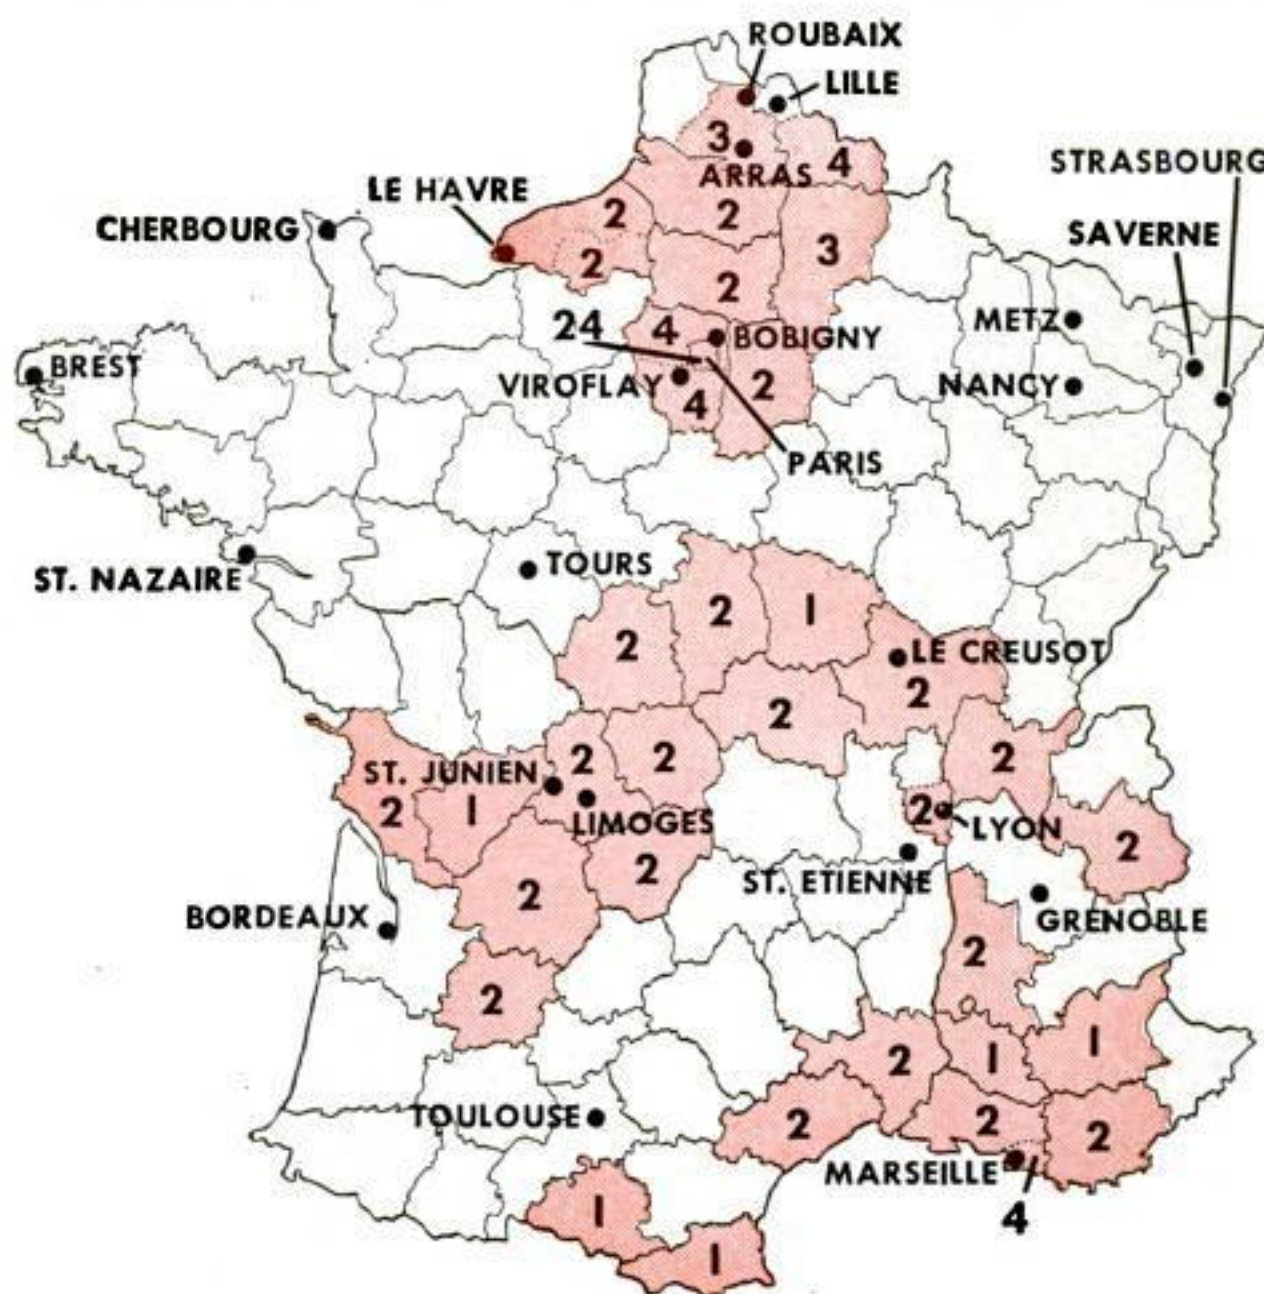 ROUBAIX
LILLE
3
ARRAS
4
STRASBOURG
LE HAVRE
2
2
CHERBOURG
SAVERNE
2
3
2
24
4
BOBIGNY
METZ
BREST
VIROFLAY
4
2
NANCY
PARIS
TOURS
ST. NAZAIRE
2
2
1
LE CREUSOT
2
2
2
ST. JUNIEN
2
2
2
1
LIMOGES
2
LYON
2
2
ST. ETIENNE
2
BORDEAUX
GRENOBLE
2
2
2
1
1
TOULOUSE
2
2
2
MARSEILLE
4
1
1